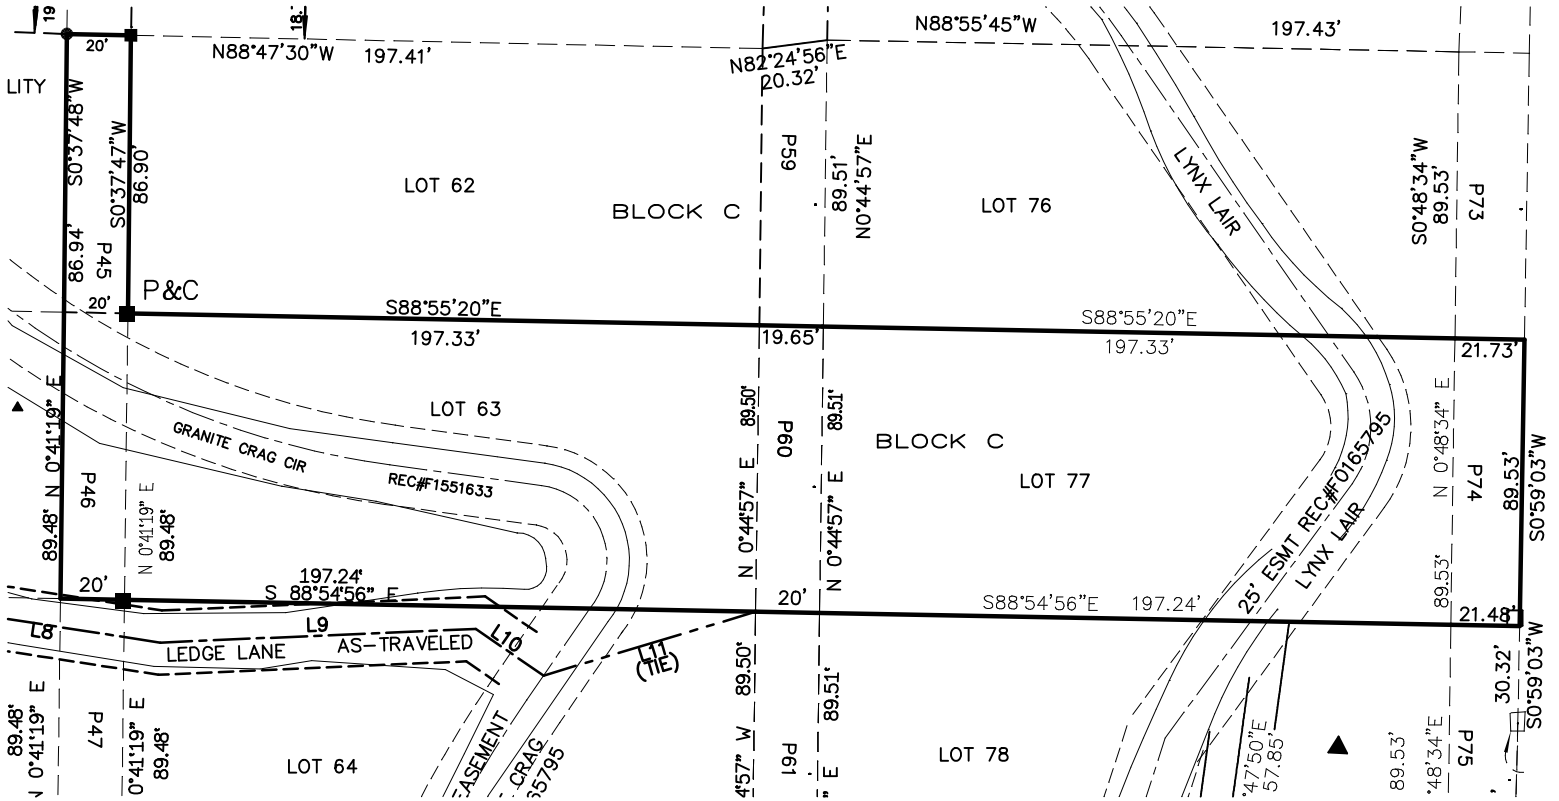 19
18.
20'
N88°47'30"W 197.41'
N82°24'56"E
20.32'
N88°55'45"W
197.43'
LITY
S0°37'48"W
86.94'
S0°37'47"W
86.90'
P45
LOT 62
BLOCK C
P59
89.51'
N0°44'57"E
LOT 76
LYNX LAIR
S0°48'34"W
89.53'
P73
20'
P&C
S88°55'20"E
197.33'
19.65'
S88°55'20"E
197.33'
21.73'
N 0°41'19" E
89.48'
P46
N 0°41'19" E
89.48'
LOT 63
GRANITE CRAG CIR
REC#F1551633
89.50'
N 0°44'57" E
P60
89.51'
N 0°44'57" E
BLOCK C
LOT 77
25' ESMT REC#F0165795
LYNX LAIR
N 0°48'34" E
89.53'
P74
89.53'
S0°59'03"W
20'
197.24'
S 88°54'56" E
20'
S88°54'56"E 197.24'
21.48'
L8
L9
L10
L11
(TIE)
LEDGE LANE AS-TRAVELED
89.48'
N 0°41'19" E
P47
0°41'19" E
89.48'
LOT 64
EASEMENT
CRAG
65795
89.50'
4'57" W
P61
89.51'
" E
LOT 78
°47'50"E
57.85'
89.53'
°48'34"E
P75
30.32'
S0°59'03"W